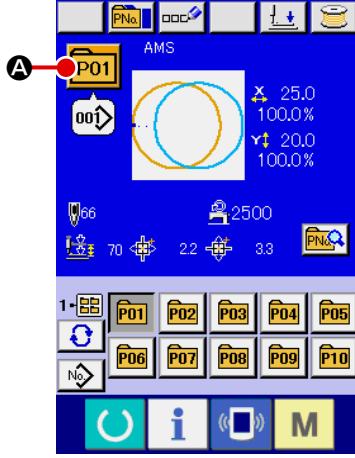 PNo.
AMS
A
P01
X 25.0
100.0%
001
Y 20.0
100.0%
66
2500
70
2.2
3.3
PNo.
1-
P01 P02 P03 P04 P05
P06 P07 P08 P09 P10
No.
i
M